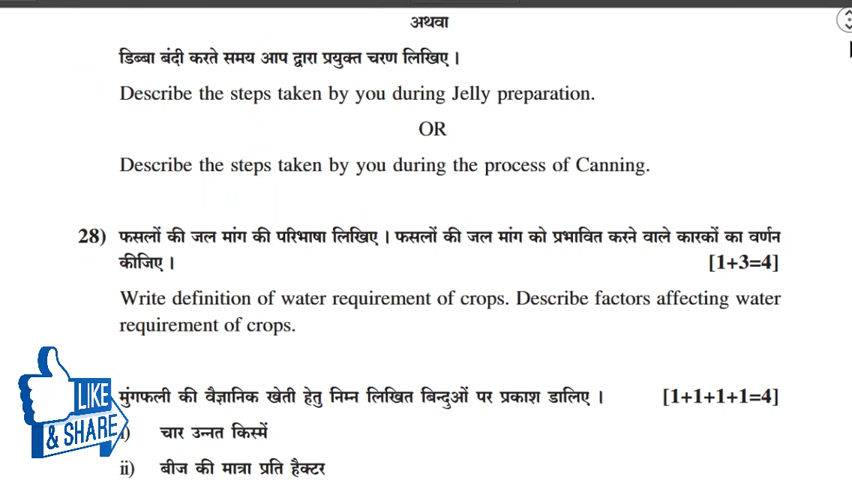 अथवा
डिब्बा बंदी करते समय आप द्वारा प्रयुक्त चरण लिखिए।
Describe the steps taken by you during Jelly preparation.
OR
Describe the steps taken by you during the process of Canning.
28) फसलों की जल मांग की परिभाषा लिखिए। फसलों की जल मांग को प्रभावित करने वाले कारकों का वर्णन
कीजिए। [1+3=4]
Write definition of water requirement of crops. Describe factors affecting water
requirement of crops.
मुंगफली की वैज्ञानिक खेती हेतु निम्न लिखित बिन्दुओं पर प्रकाश डालिए। [1+1+1+1=4]
i) चार उन्नत किस्में
ii) बीज की मात्रा प्रति हैक्टर
LIKE
& SHARE